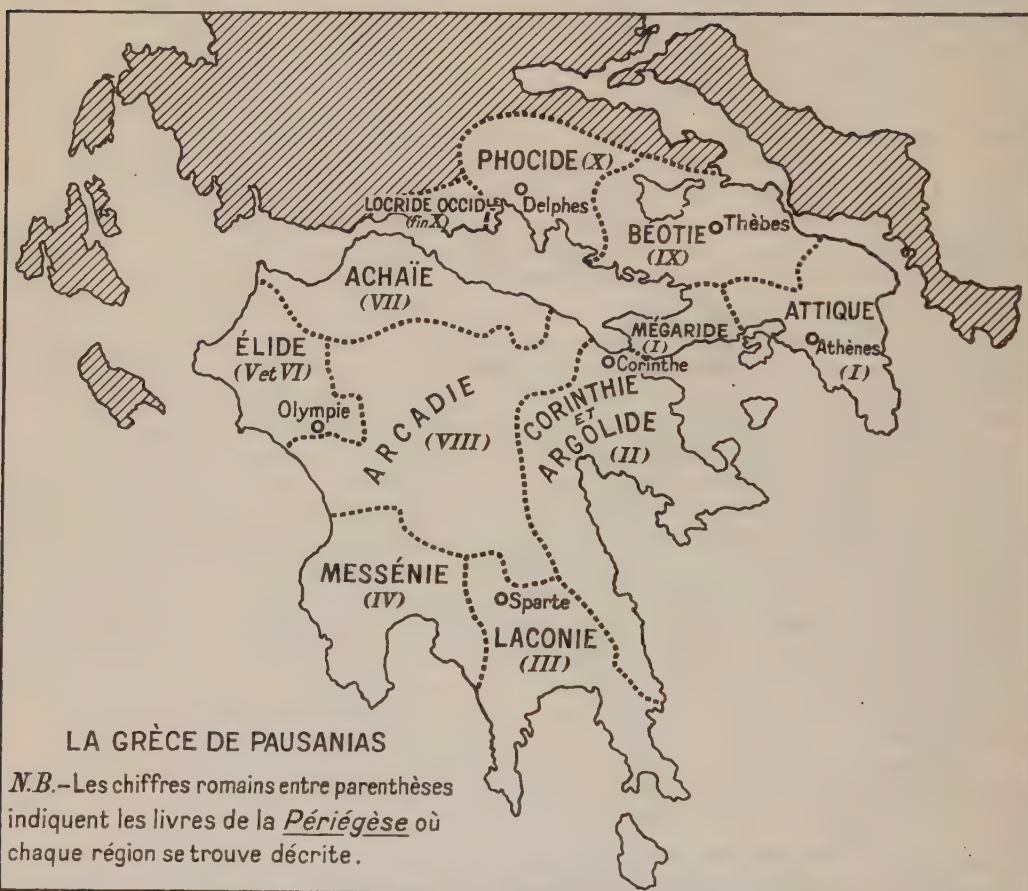 PHOCIDE (X)
Delphes
LOCRIDE OCCIDLE
(fin X)
BÉOTIE
(IX)
Thèbes
ACHAÏE
(VII)
MÉGARIDE
(I)
ATTIQUE
Athènes
(I)
Corinthe
ÉLIDE
(V et VI)
Olympie
ARCADIE
(VIII)
CORINTHIE
ET
ARGOLIDE
(II)
MESSÉNIE
(IV)
Sparte
LACONIE
(III)
LA GRÈCE DE PAUSANIAS
N.B.-Les chiffres romains entre parenthèses
indiquent les livres de la Périégèse où
chaque région se trouve décrite.